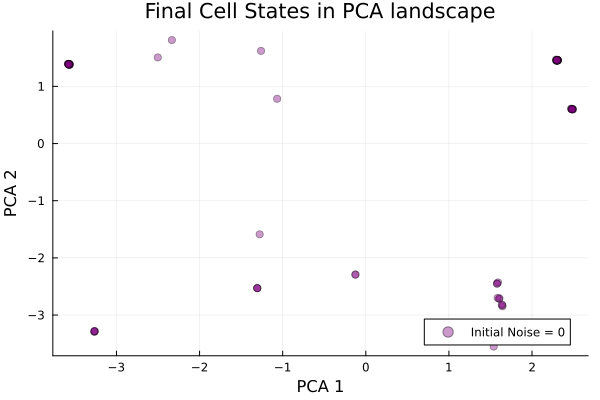 Final Cell States in PCA landscape
PCA 2
1
0
−1
−2
−3
Initial Noise = 0
−3
−2
−1
0
1
2
PCA 1